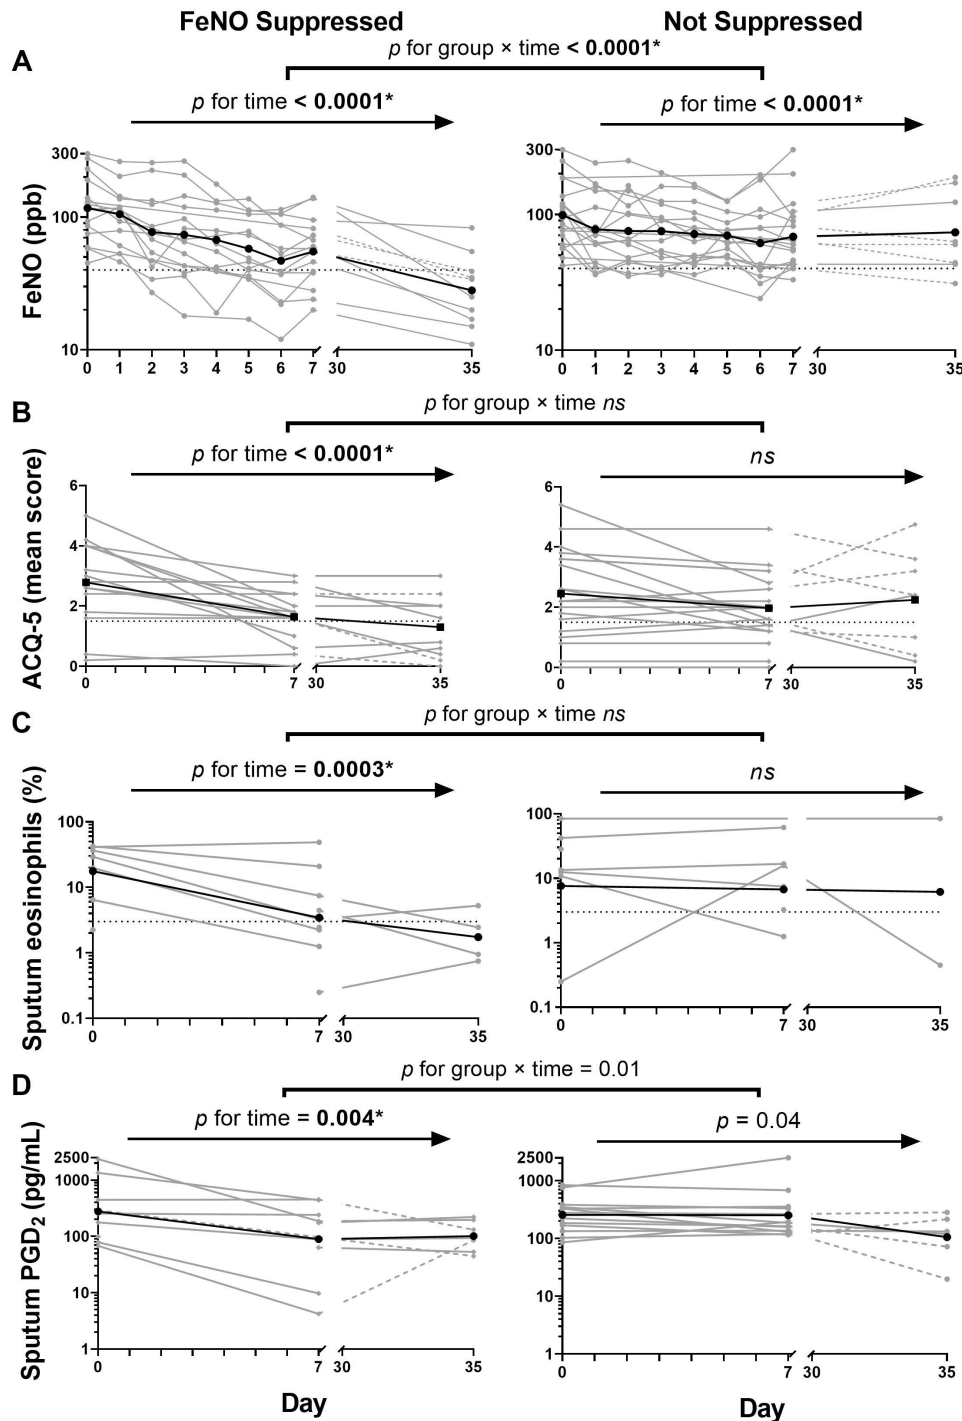 FeNO Suppressed Not Suppressed
A
p for group × time < 0.0001*
p for time < 0.0001* p for time < 0.0001*
FeNO (ppb)
300 300
100 100
10 10
0 1 2 3 4 5 6 7 30 35 0 1 2 3 4 5 6 7 30 35
B
p for group × time ns
p for time < 0.0001* ns
ACQ-5 (mean score)
6 6
4 4
2 2
0 0
0 7 30 35 0 7 30 35
C
p for group × time ns
p for time = 0.0003* ns
Sputum eosinophils (%)
100 100
10 10
1 1
0.1 0.1
0 7 30 35 0 7 30 35
D
p for group × time = 0.01
p for time = 0.004* p = 0.04
Sputum PGD₂ (pg/mL)
2500 2500
1000 1000
100 100
10 10
1 1
0 7 30 35 0 7 30 35
Day Day